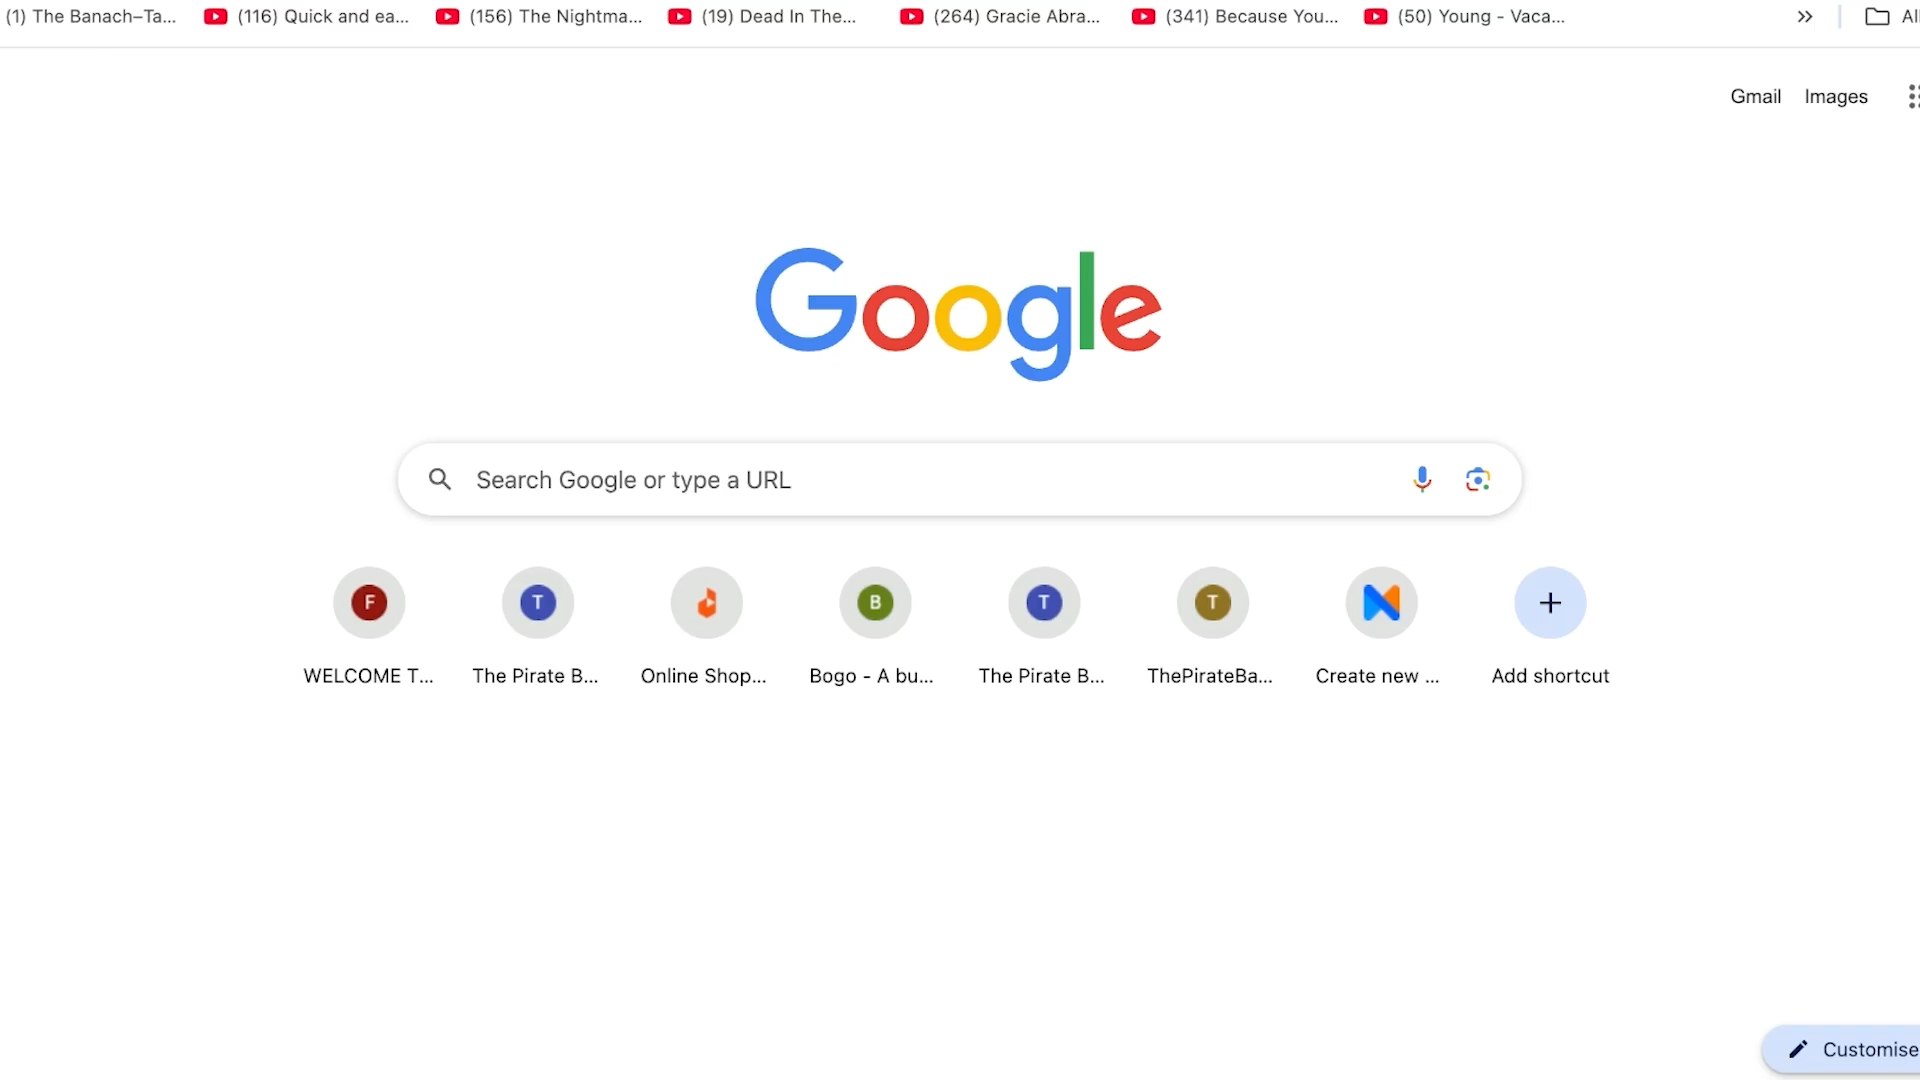 (1) The Banach–Ta... (116) Quick and ea... (156) The Nightma... (19) Dead In The... (264) Gracie Abra... (341) Because You... (50) Young - Vaca... All
Gmail Images
Google
Search Google or type a URL
F T B T T
WELCOME T... The Pirate B... Online Shop... Bogo - A bu... The Pirate B... ThePirateBa... Create new ... Add shortcut
Customise